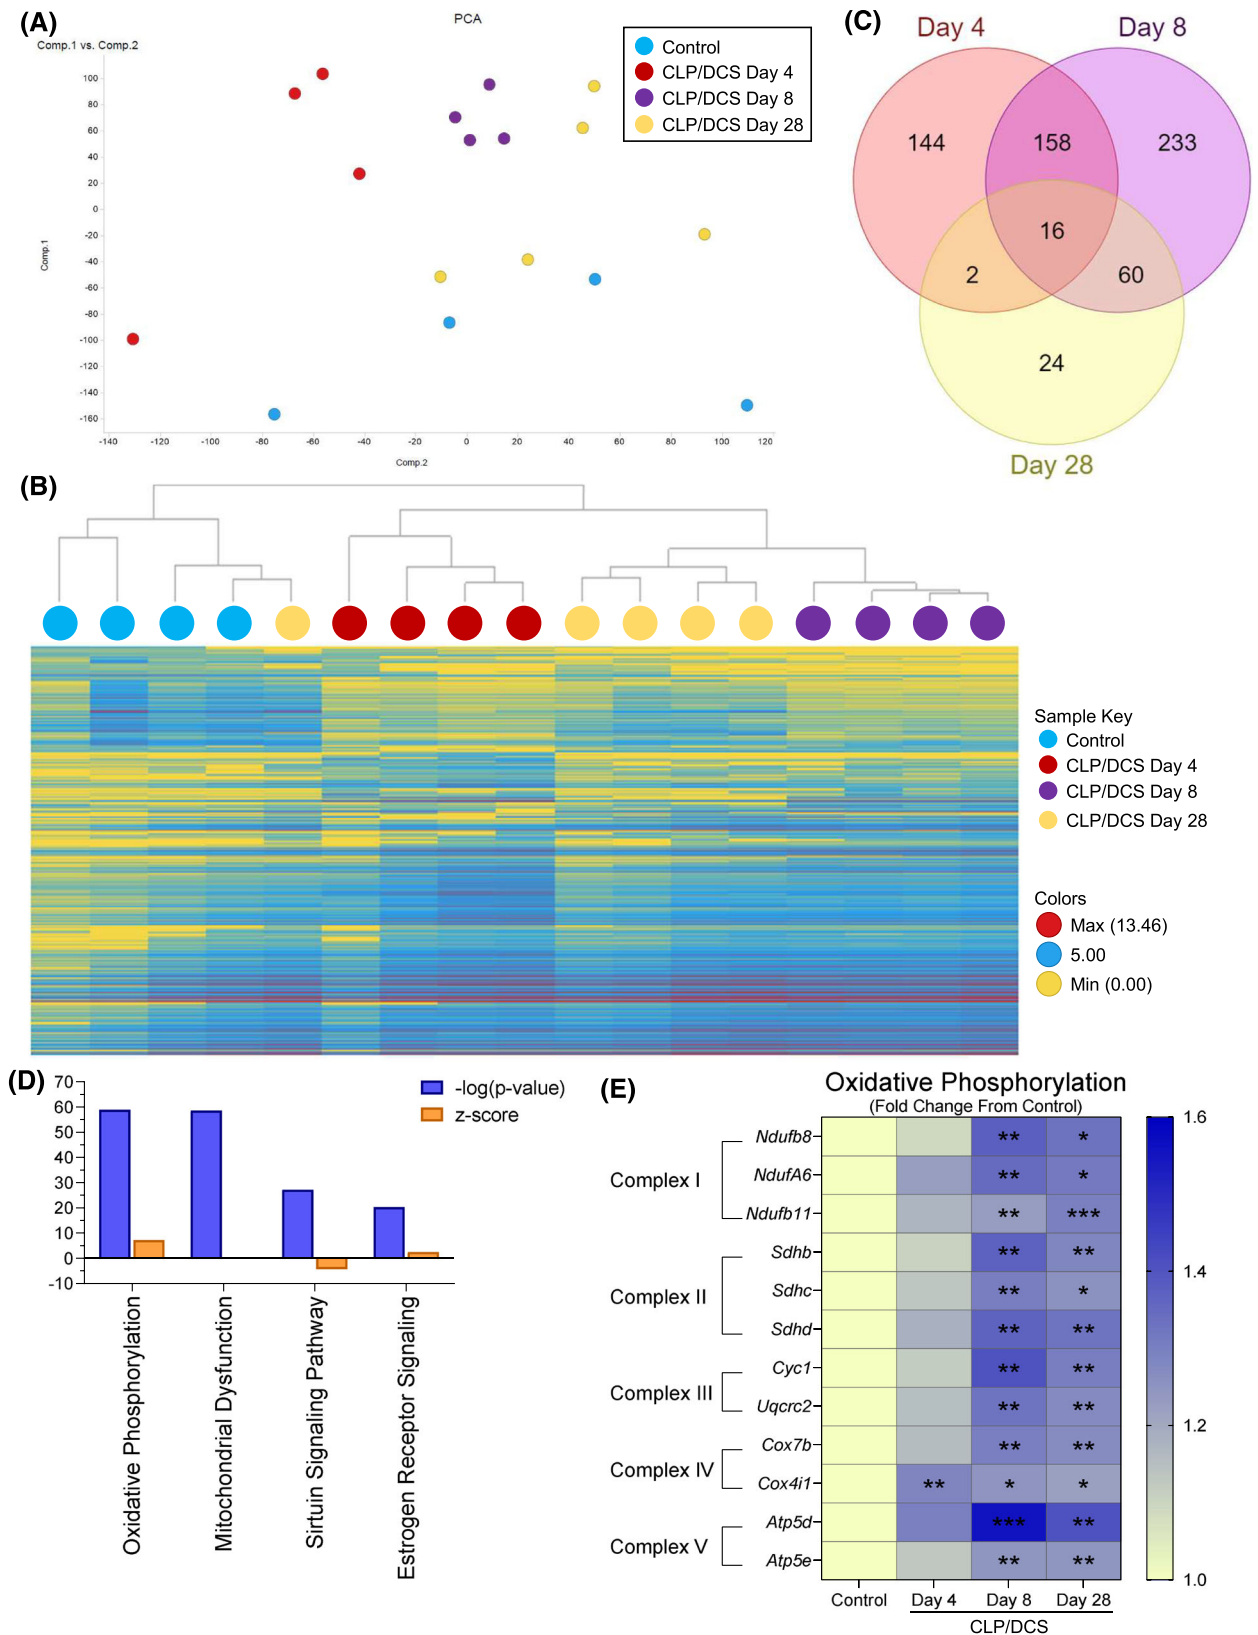 (A)
PCA
Comp.1 vs. Comp.2
100
80
60
40
20
0
-20
-40
-60
-80
-100
-120
-140
-160
Comp.1
-140 -120 -100 -80 -60 -40 -20 0 20 40 60 80 100 120
Comp.2
Control
CLP/DCS Day 4
CLP/DCS Day 8
CLP/DCS Day 28
(C)
Day 4 Day 8
144 158 233
16
2 60
24
Day 28
(B)
Sample Key
Control
CLP/DCS Day 4
CLP/DCS Day 8
CLP/DCS Day 28
Colors
Max (13.46)
5.00
Min (0.00)
(D)
70
60
50
40
30
20
10
0
-10
-log(p-value)
z-score
Oxidative Phosphorylation
Mitochondrial Dysfunction
Sirtuin Signaling Pathway
Estrogen Receptor Signaling
(E)
Oxidative Phosphorylation
(Fold Change From Control)
Complex I
Complex II
Complex III
Complex IV
Complex V
Ndufb8 ** *
NdufA6 ** *
Ndufb11 ** ***
Sdhb ** **
Sdhc ** *
Sdhd ** **
Cyc1 ** **
Uqcrc2 ** **
Cox7b ** **
Cox4i1 ** * *
Atp5d *** **
Atp5e ** **
1.6
1.4
1.2
1.0
Control Day 4 Day 8 Day 28
CLP/DCS